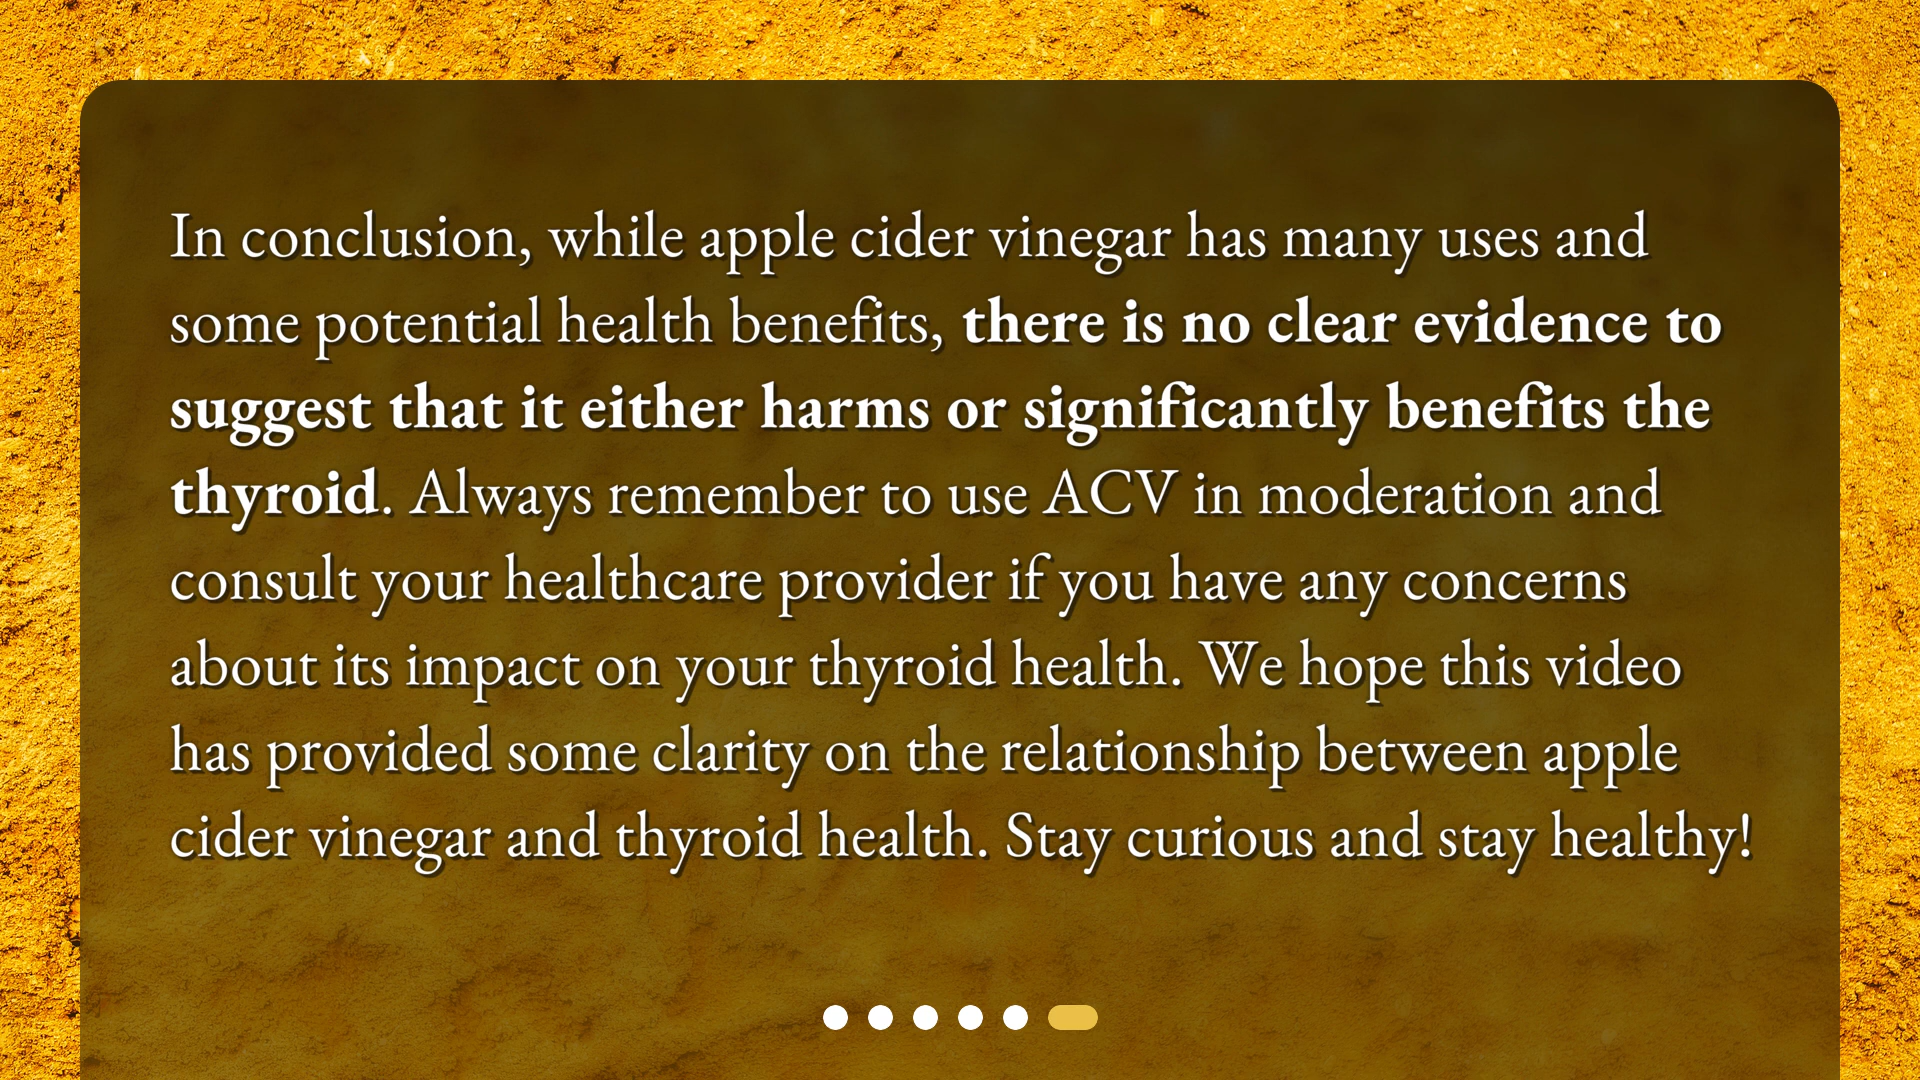 In conclusion, while apple cider vinegar has many uses and
some potential health benefits, there is no clear evidence to
suggest that it either harms or significantly benefits the
thyroid. Always remember to use ACV in moderation and
consult your healthcare provider if you have any concerns
about its impact on your thyroid health. We hope this video
has provided some clarity on the relationship between apple
cider vinegar and thyroid health. Stay curious and stay healthy!